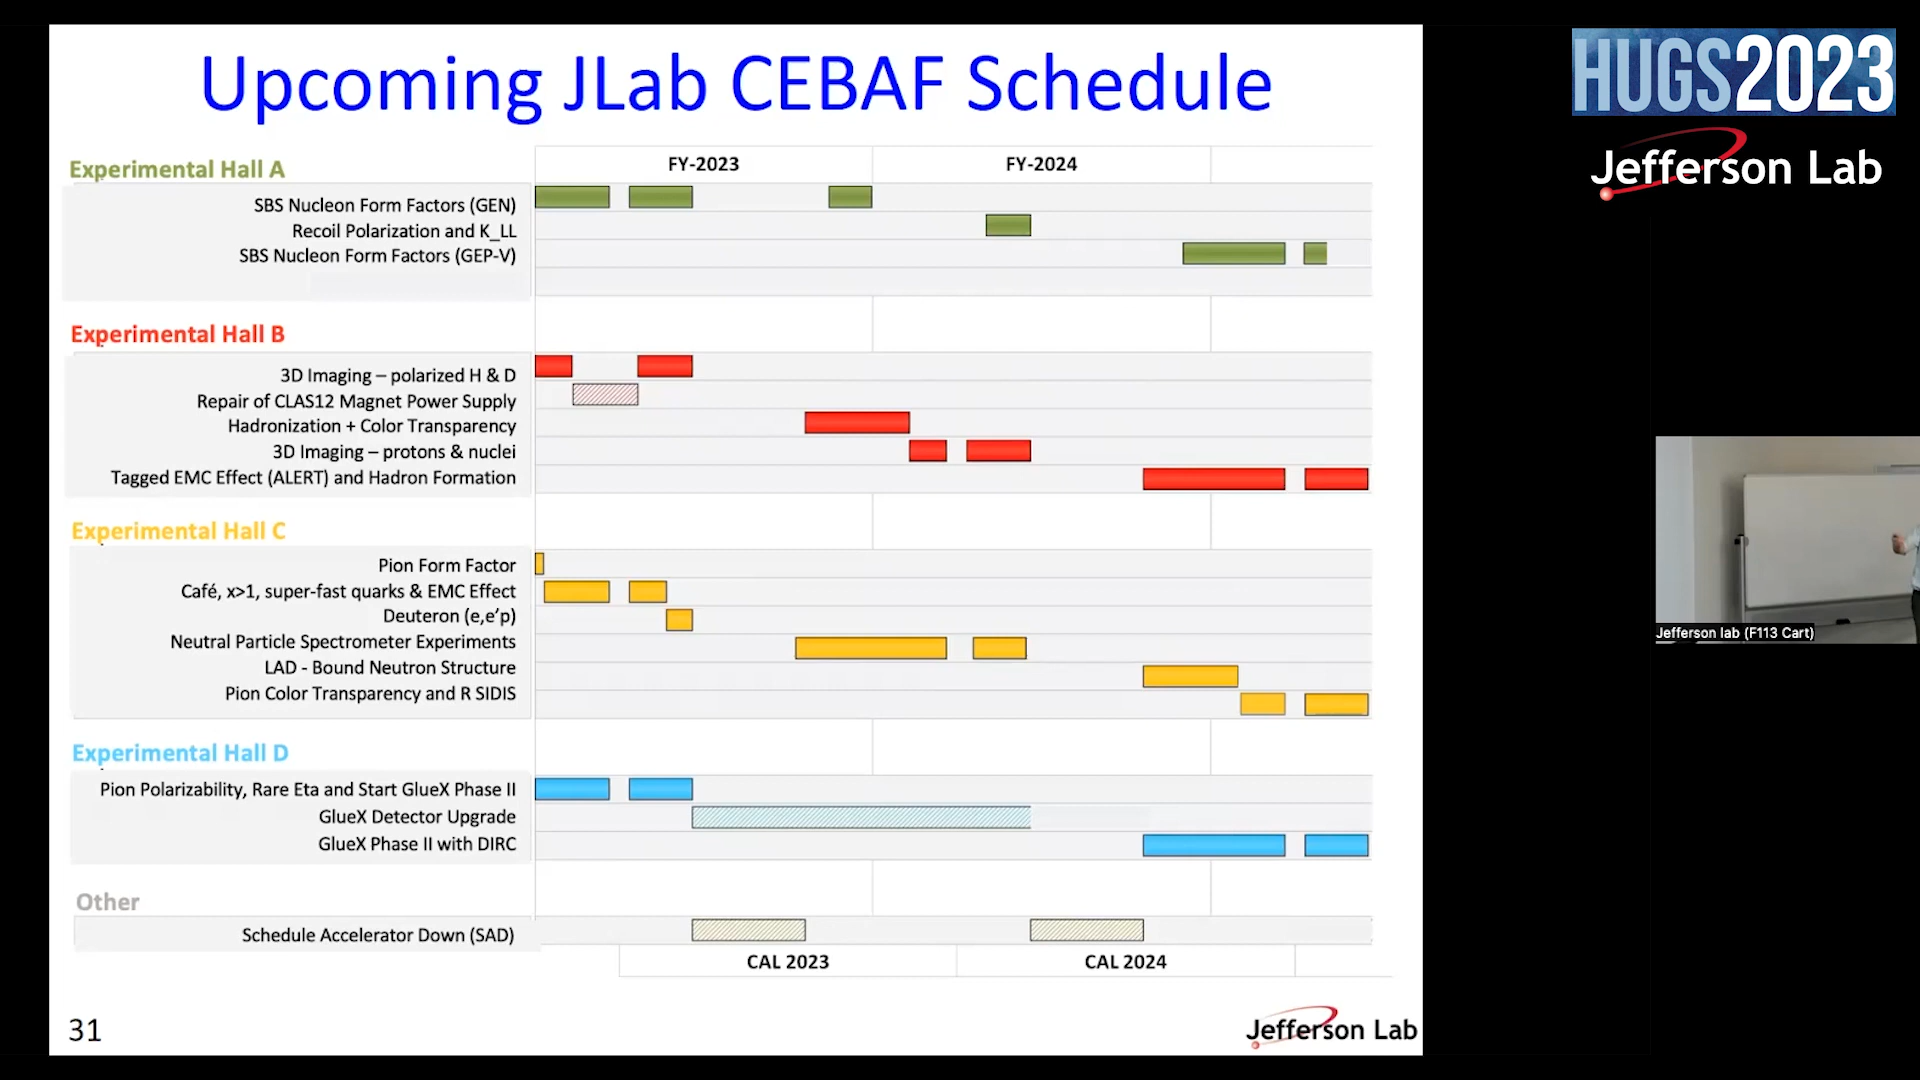 Upcoming JLab CEBAF Schedule
HUGS2023
Jefferson Lab
Experimental Hall A
FY-2023
FY-2024
SBS Nucleon Form Factors (GEN)
Recoil Polarization and K_LL
SBS Nucleon Form Factors (GEP-V)
Experimental Hall B
3D Imaging – polarized H & D
Repair of CLAS12 Magnet Power Supply
Hadronization + Color Transparency
3D Imaging – protons & nuclei
Tagged EMC Effect (ALERT) and Hadron Formation
Experimental Hall C
Pion Form Factor
Café, x>1, super-fast quarks & EMC Effect
Deuteron (e,e’p)
Neutral Particle Spectrometer Experiments
LAD - Bound Neutron Structure
Pion Color Transparency and R SIDIS
Jefferson lab (F113 Cart)
Experimental Hall D
Pion Polarizability, Rare Eta and Start GlueX Phase II
GlueX Detector Upgrade
GlueX Phase II with DIRC
Other
Schedule Accelerator Down (SAD)
CAL 2023
CAL 2024
31
Jefferson Lab